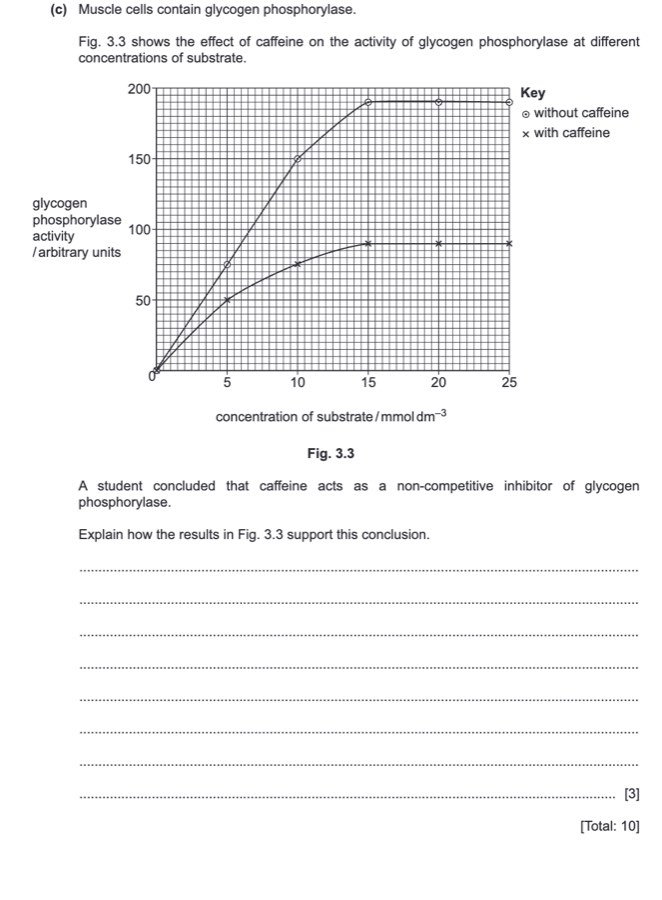 (c) Muscle cells contain glycogen phosphorylase.
Fig. 3.3 shows the effect of caffeine on the activity of glycogen phosphorylase at different
concentrations of substrate.
200
150
100
50
0
glycogen
phosphorylase
activity
/ arbitrary units
Key
⊙ without caffeine
× with caffeine
5 10 15 20 25
concentration of substrate / mmol dm⁻³
Fig. 3.3
A student concluded that caffeine acts as a non-competitive inhibitor of glycogen
phosphorylase.
Explain how the results in Fig. 3.3 support this conclusion.
[3]
[Total: 10]